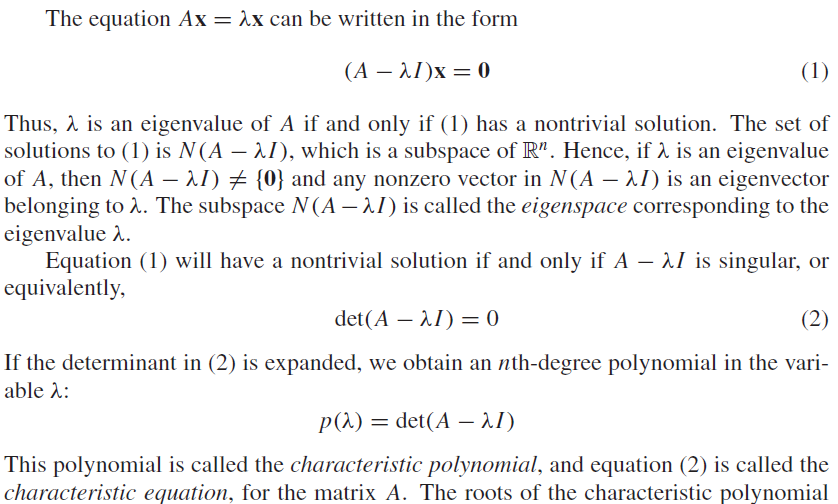 The equation Ax = λx can be written in the form
(A − λI)x = 0 (1)
Thus, λ is an eigenvalue of A if and only if (1) has a nontrivial solution. The set of
solutions to (1) is N(A − λI), which is a subspace of ℝⁿ. Hence, if λ is an eigenvalue
of A, then N(A − λI) ≠ {0} and any nonzero vector in N(A − λI) is an eigenvector
belonging to λ. The subspace N(A − λI) is called the eigenspace corresponding to the
eigenvalue λ.
Equation (1) will have a nontrivial solution if and only if A − λI is singular, or
equivalently,
det(A − λI) = 0 (2)
If the determinant in (2) is expanded, we obtain an nth-degree polynomial in the vari-
able λ:
p(λ) = det(A − λI)
This polynomial is called the characteristic polynomial, and equation (2) is called the
characteristic equation, for the matrix A. The roots of the characteristic polynomial